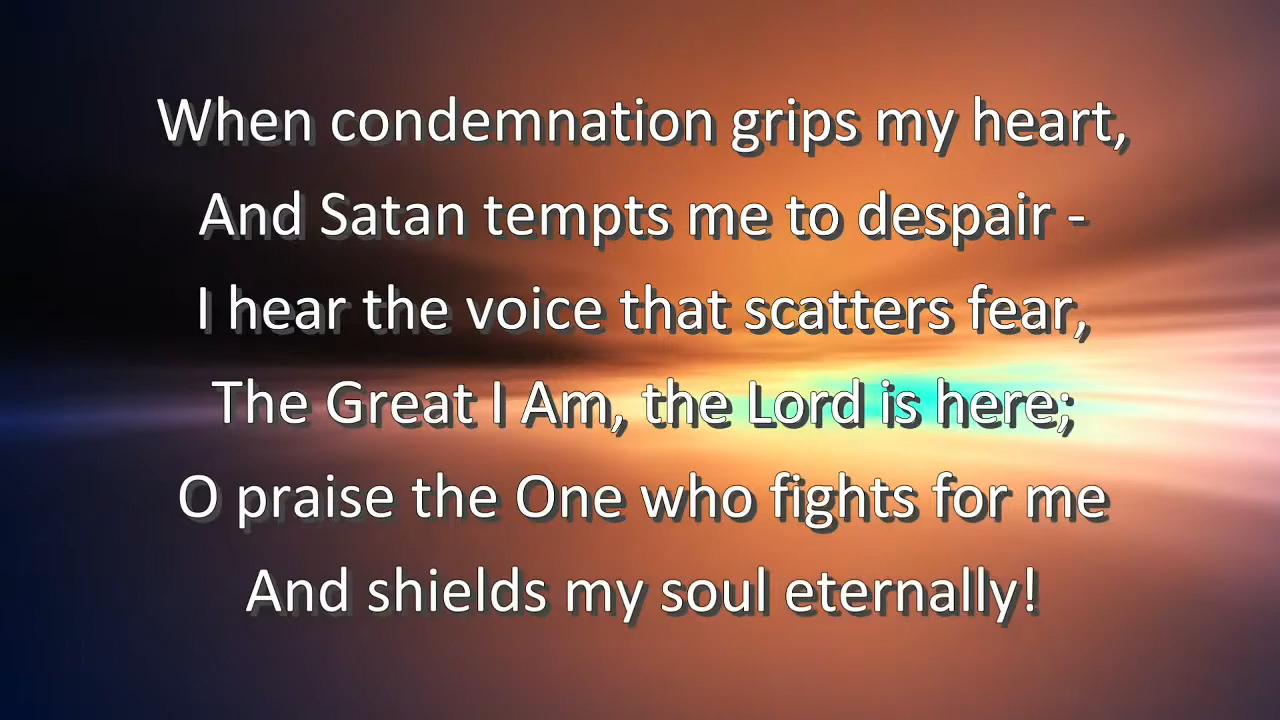 When condemnation grips my heart,
And Satan tempts me to despair -
I hear the voice that scatters fear,
The Great I Am, the Lord is here;
O praise the One who fights for me
And shields my soul eternally!